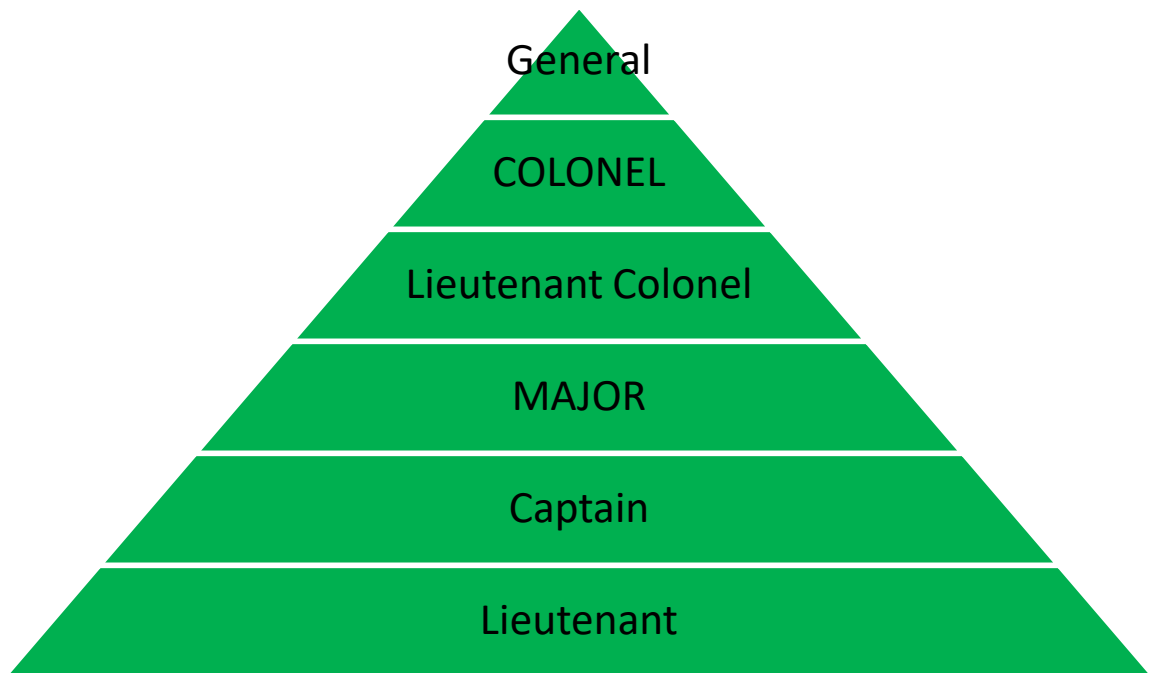 General
COLONEL
Lieutenant Colonel
MAJOR
Captain
Lieutenant